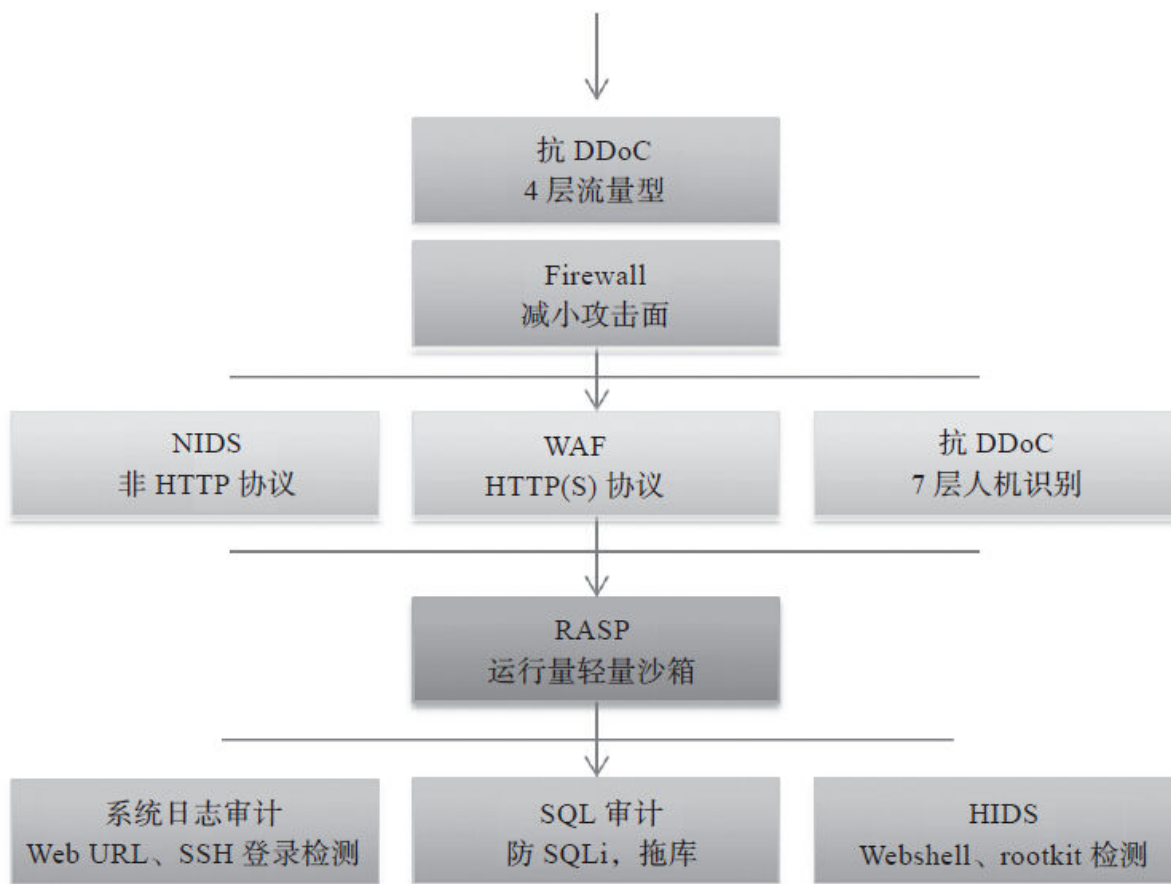 抗 DDoC
4 层流量型
Firewall
减小攻击面
NIDS
非 HTTP 协议
WAF
HTTP(S) 协议
抗 DDoC
7 层人机识别
RASP
运行量轻量沙箱
系统日志审计
Web URL、SSH 登录检测
SQL 审计
防 SQLi，拖库
HIDS
Webshell、rootkit 检测